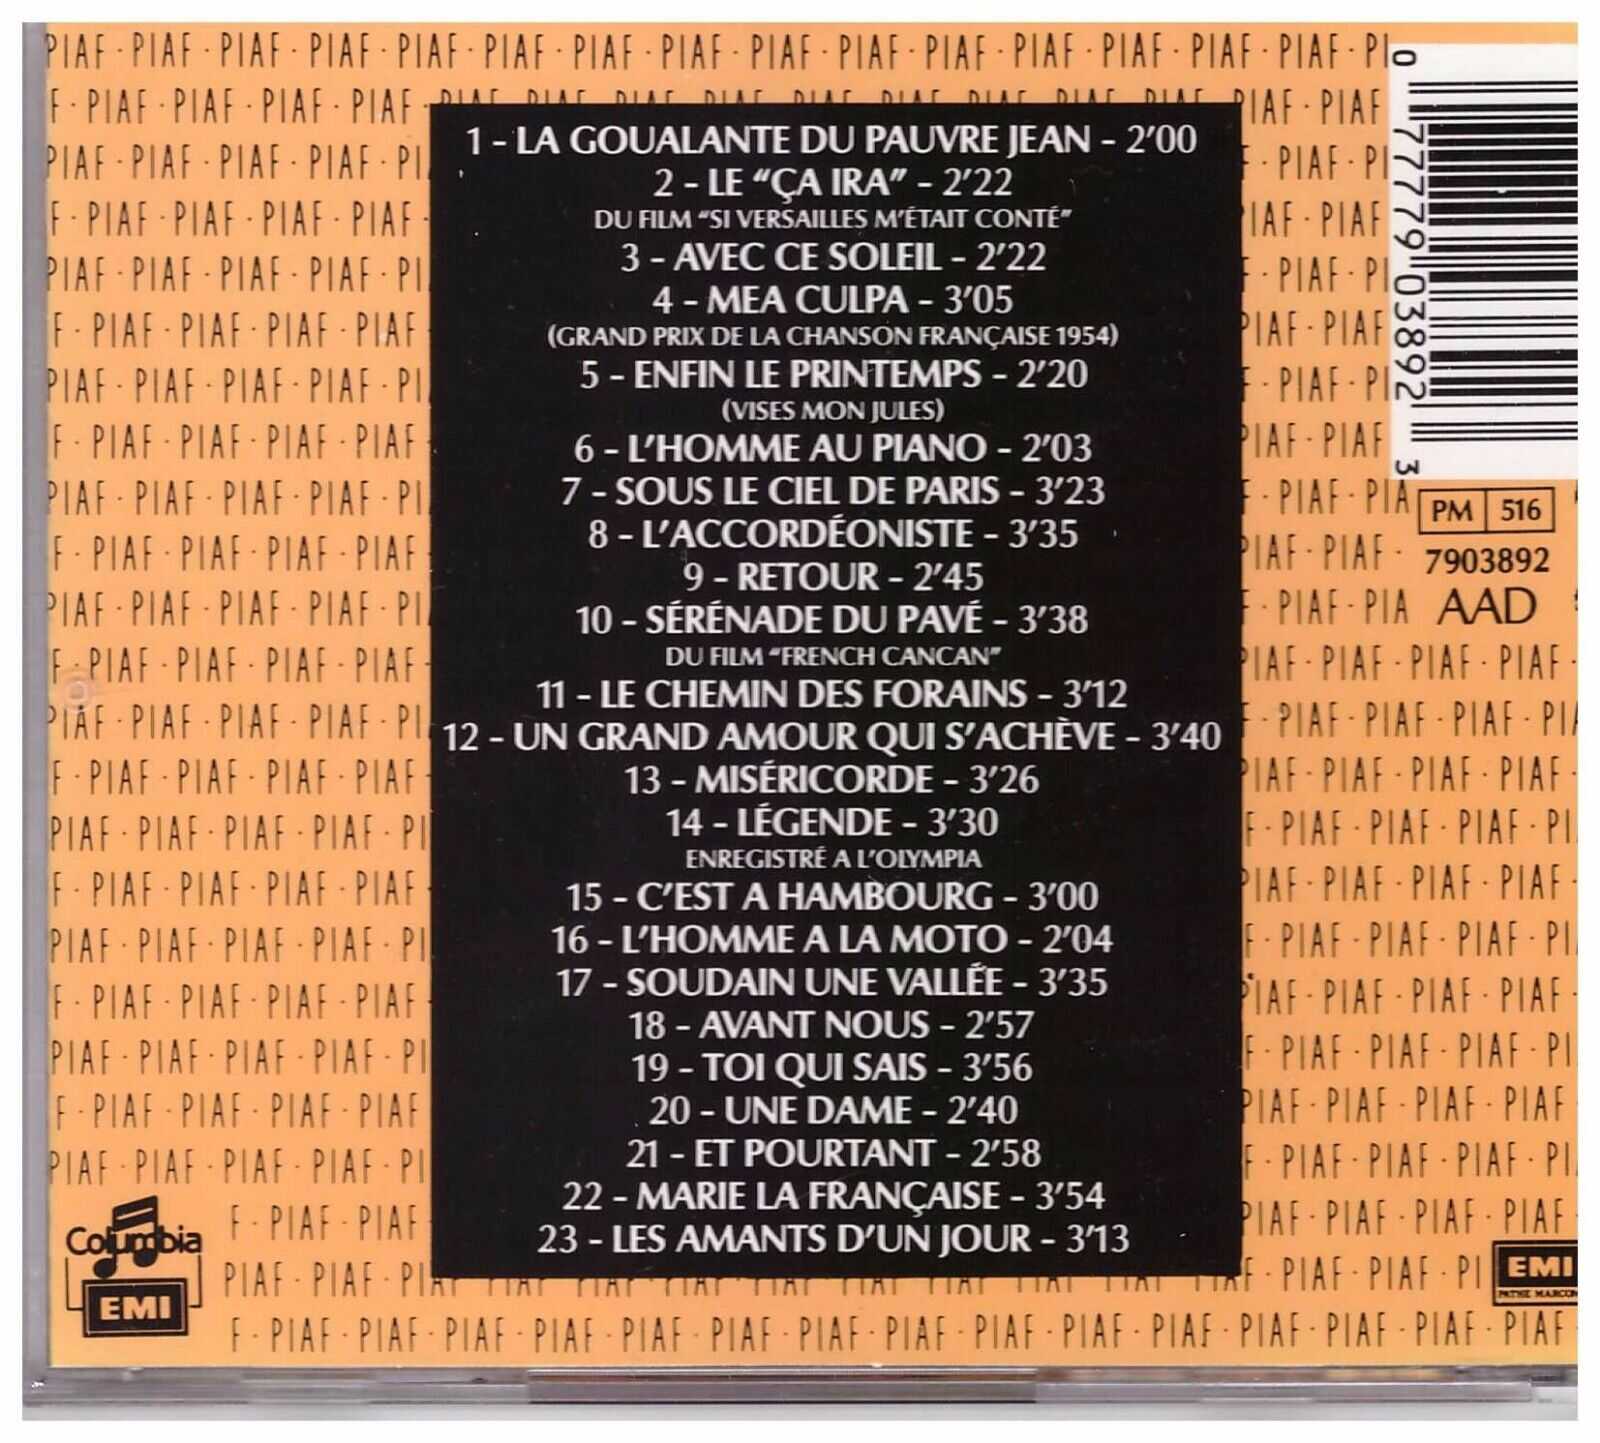 PIAF · PIAF · PIAF · PIAF · PIAF · PIAF · PIAF · PIAF · PIAF · PIAF · PIAF · PIAF · PIAF · PIAF · PIAF
1 - LA GOUALANTE DU PAUVRE JEAN - 2'00
2 - LE "ÇA IRA" - 2'22
DU FILM "SI VERSAILLES M'ÉTAIT CONTÉ"
3 - AVEC CE SOLEIL - 2'22
4 - MEA CULPA - 3'05
(GRAND PRIX DE LA CHANSON FRANÇAISE 1954)
5 - ENFIN LE PRINTEMPS - 2'20
(VISES MON JULES)
6 - L'HOMME AU PIANO - 2'03
7 - SOUS LE CIEL DE PARIS - 3'23
8 - L'ACCORDÉONISTE - 3'35
9 - RETOUR - 2'45
10 - SÉRÉNADE DU PAVÉ - 3'38
DU FILM "FRENCH CANCAN"
11 - LE CHEMIN DES FORAINS - 3'12
12 - UN GRAND AMOUR QUI S'ACHÈVE - 3'40
13 - MISÉRICORDE - 3'26
14 - LÉGENDE - 3'30
ENREGISTRÉ A L'OLYMPIA
15 - C'EST A HAMBOURG - 3'00
16 - L'HOMME A LA MOTO - 2'04
17 - SOUDAIN UNE VALLÉE - 3'35
18 - AVANT NOUS - 2'57
19 - TOI QUI SAIS - 3'56
20 - UNE DAME - 2'40
21 - ET POURTANT - 2'58
22 - MARIE LA FRANÇAISE - 3'54
23 - LES AMANTS D'UN JOUR - 3'13
0 77779 03892 3
PM 516
7903892
AAD
Columbia
EMI
EMI
PATHE MARCONI